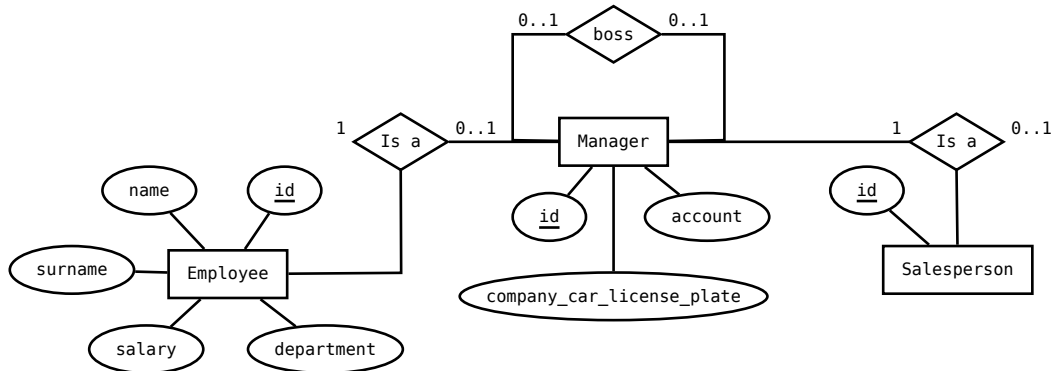 0..1
boss
0..1
1
Is a
0..1
Manager
1
Is a
0..1
name
id
id
account
id
surname
Employee
Salesperson
company_car_license_plate
salary
department